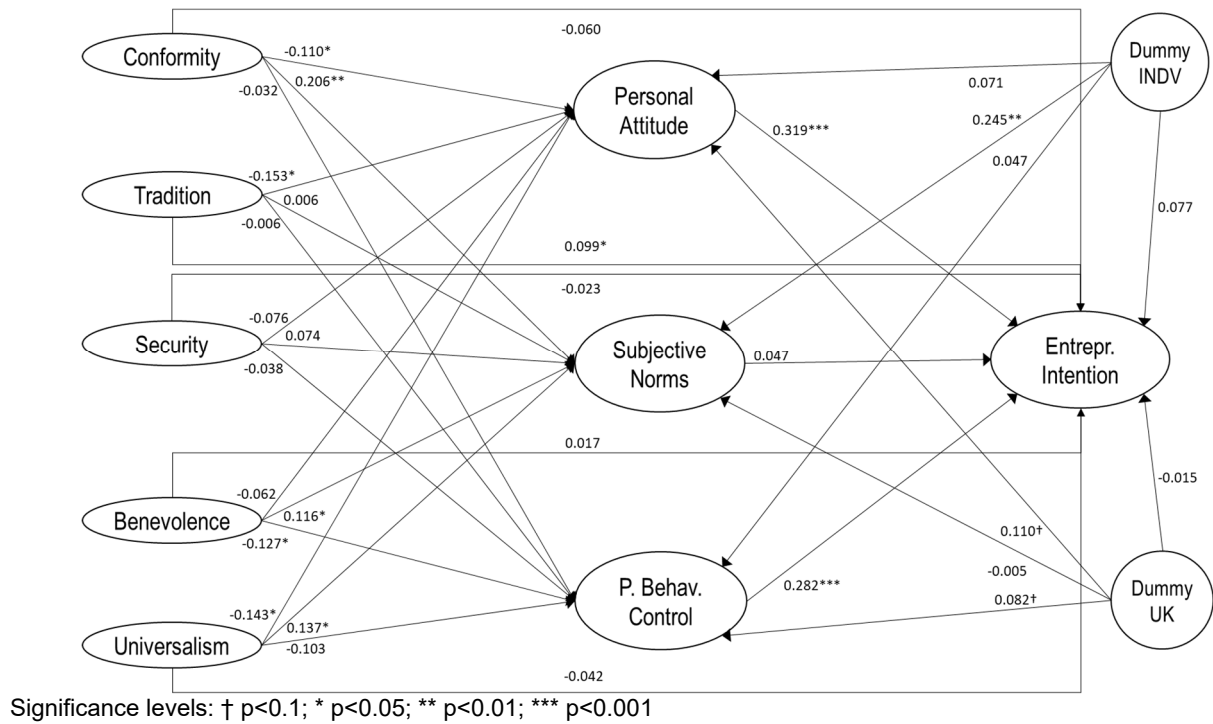 -0.060
Conformity
-0.110*
0.206**
-0.032
Personal
Attitude
0.071
Dummy
INDV
0.319***
0.245**
0.047
Tradition
-0.153*
0.006
-0.006
0.077
0.099*
-0.023
Security
-0.076
0.074
-0.038
Subjective
Norms
0.047
Entrepr.
Intention
0.017
Benevolence
-0.062
0.116*
-0.127*
-0.015
0.110†
-0.005
0.082†
P. Behav.
Control
0.282***
Dummy
UK
Universalism
-0.143*
0.137*
-0.103
-0.042
Significance levels: † p<0.1; * p<0.05; ** p<0.01; *** p<0.001